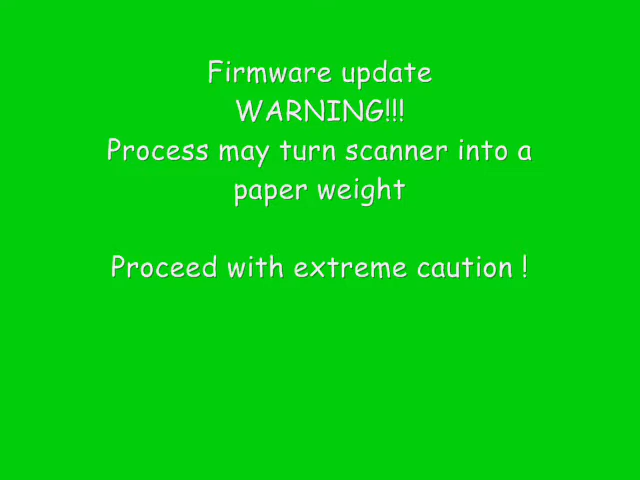 Firmware update
WARNING!!!
Process may turn scanner into a
paper weight
Proceed with extreme caution !